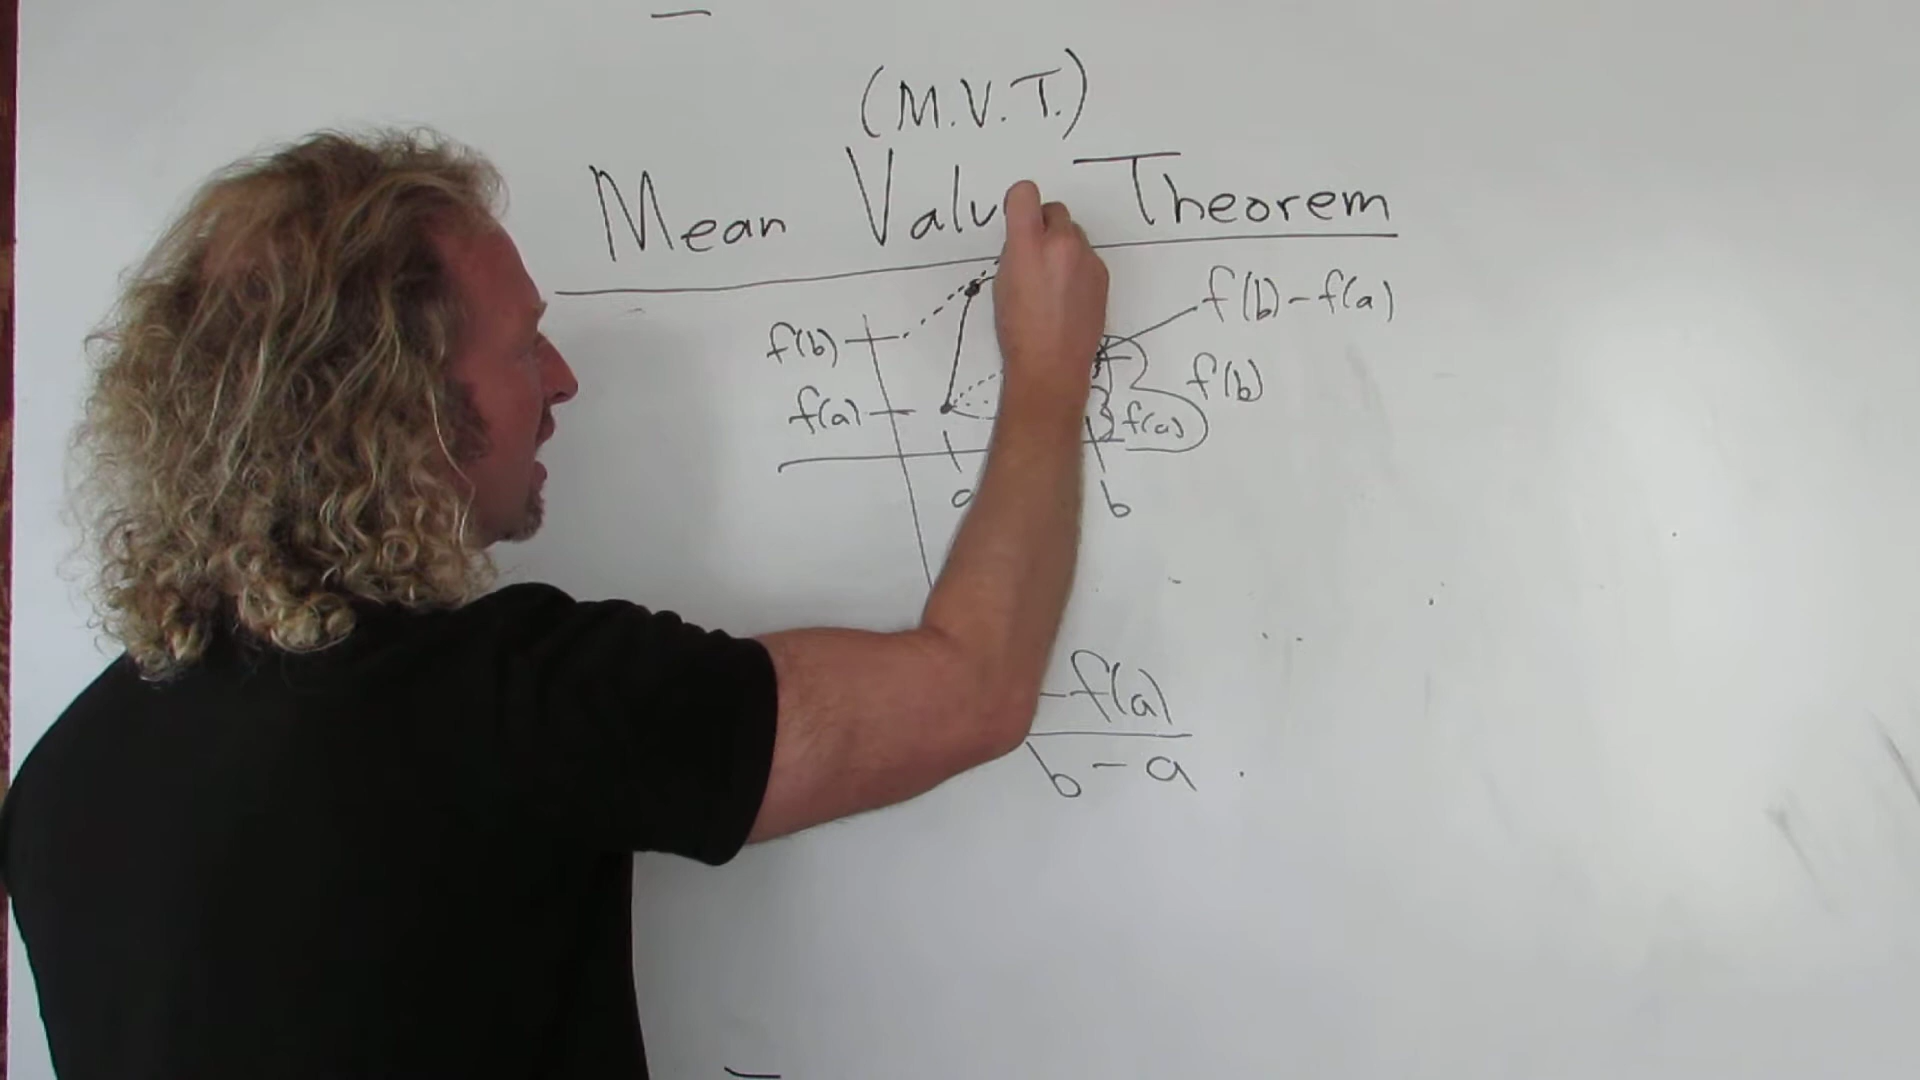 (M.V.T.)
Mean Valu Theorem
f(b)-f(a)
f(b)
f(b)
f(a)
f(a)
a b
-f(a)
b-a .